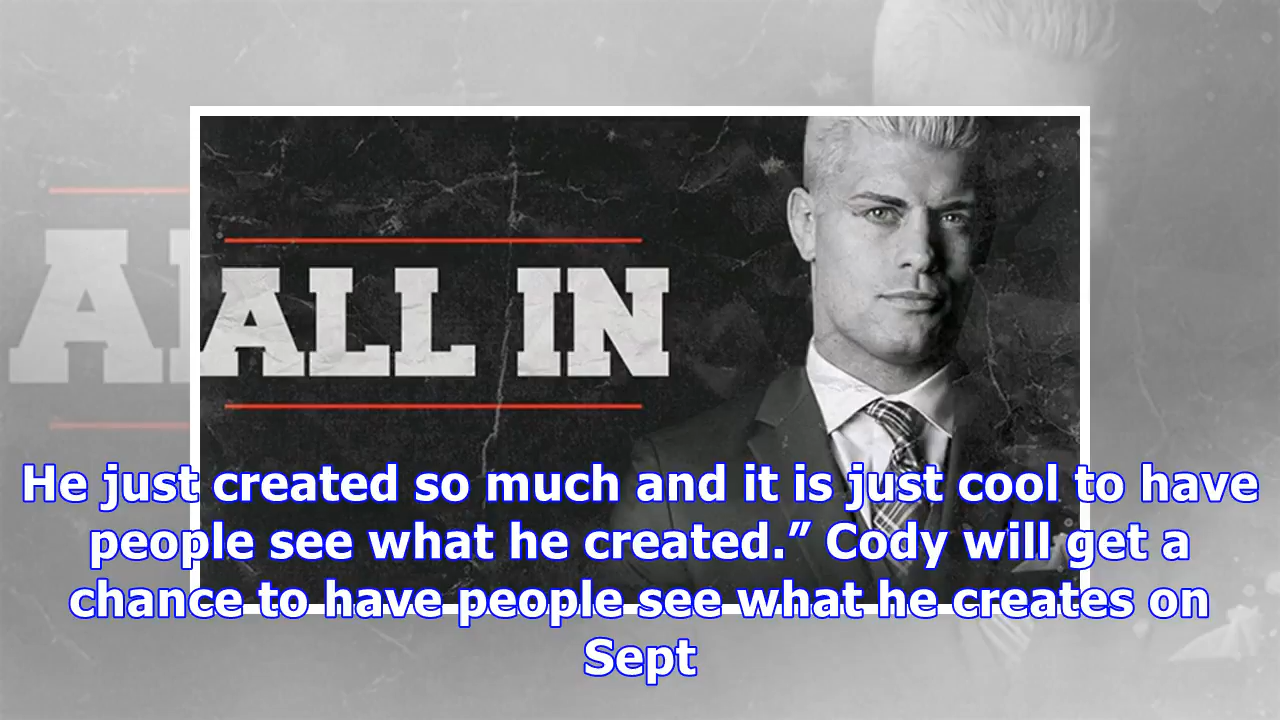 ALL IN
He just created so much and it is just cool to have
people see what he created.” Cody will get a
chance to have people see what he creates on
Sept